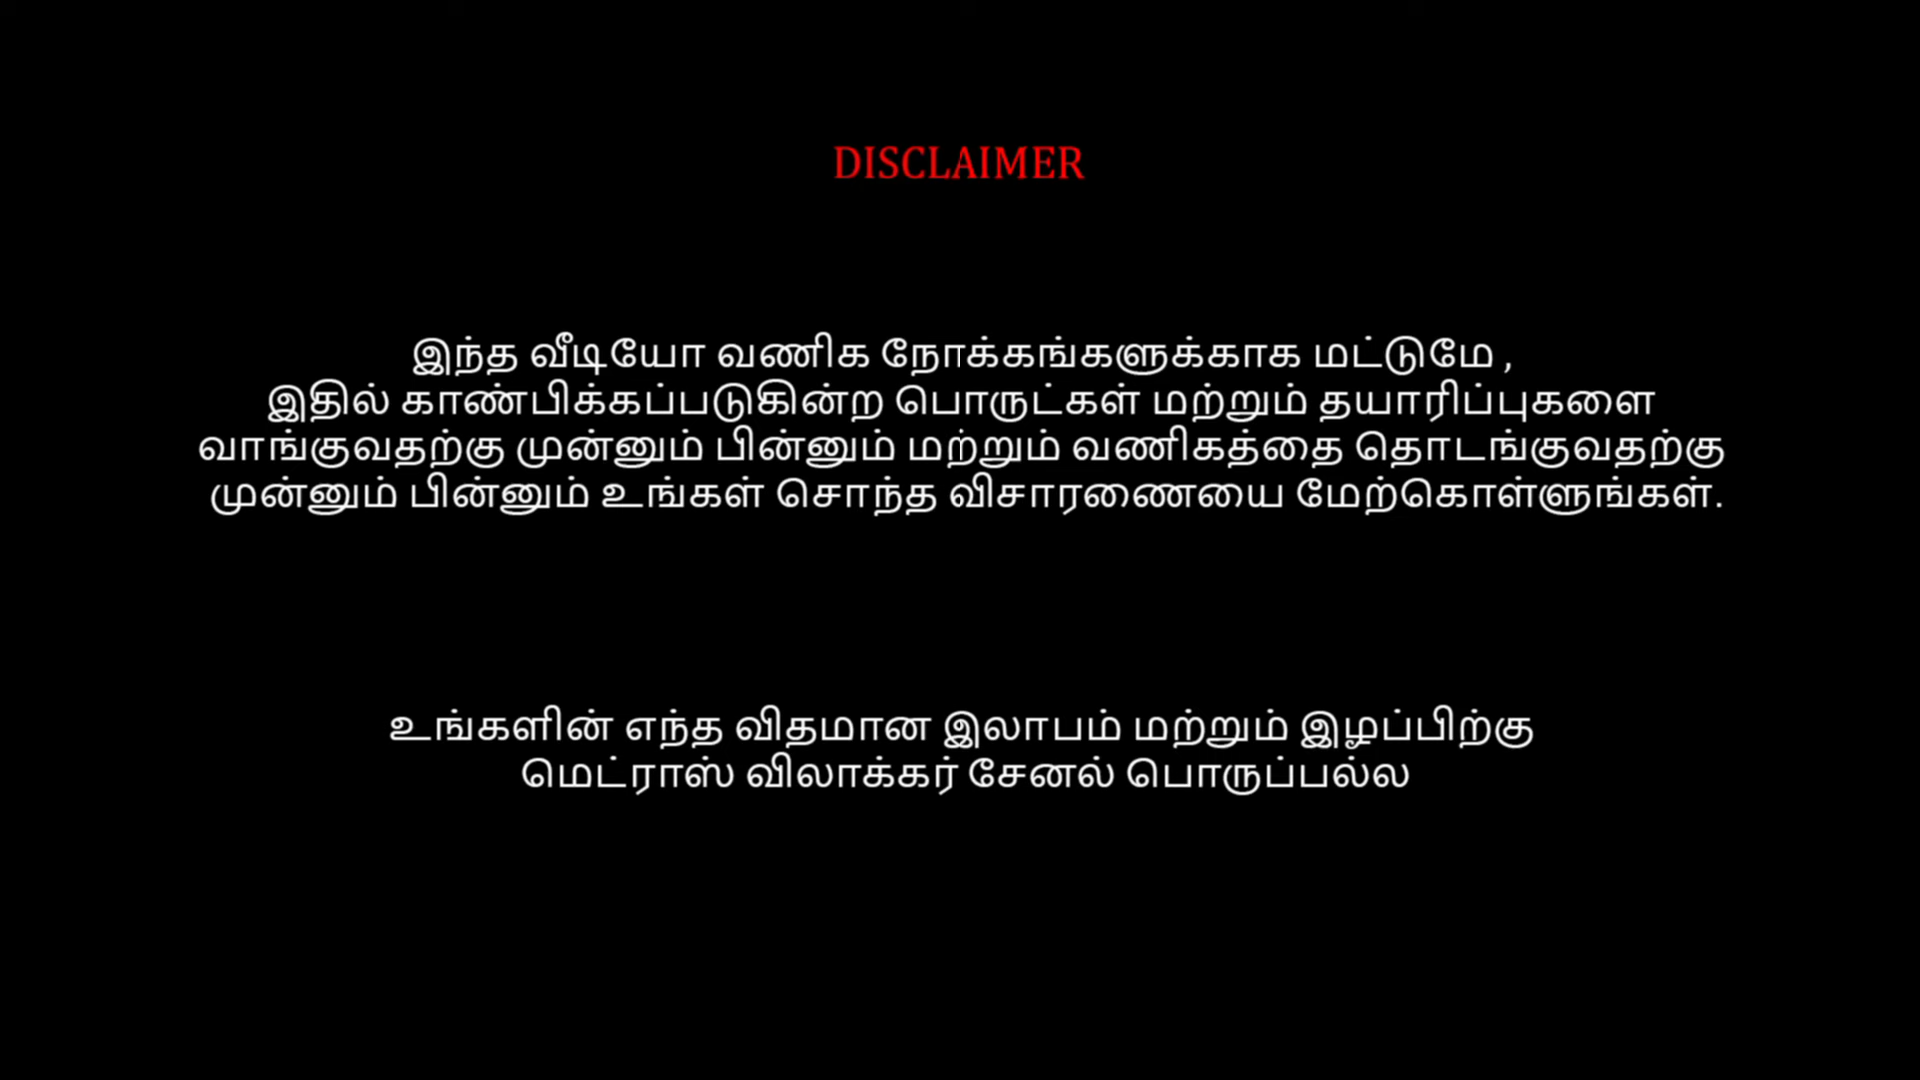 DISCLAIMER
இந்த வீடியோ வணிக நோக்கங்களுக்காக மட்டுமே ,
இதில் காண்பிக்கப்படுகின்ற பொருட்கள் மற்றும் தயாரிப்புகளை
வாங்குவதற்கு முன்னும் பின்னும் மற்றும் வணிகத்தை தொடங்குவதற்கு
முன்னும் பின்னும் உங்கள் சொந்த விசாரணையை மேற்கொள்ளுங்கள்.
உங்களின் எந்த விதமான இலாபம் மற்றும் இழப்பிற்கு
மெட்ராஸ் விலாக்கர் சேனல் பொருப்பல்ல